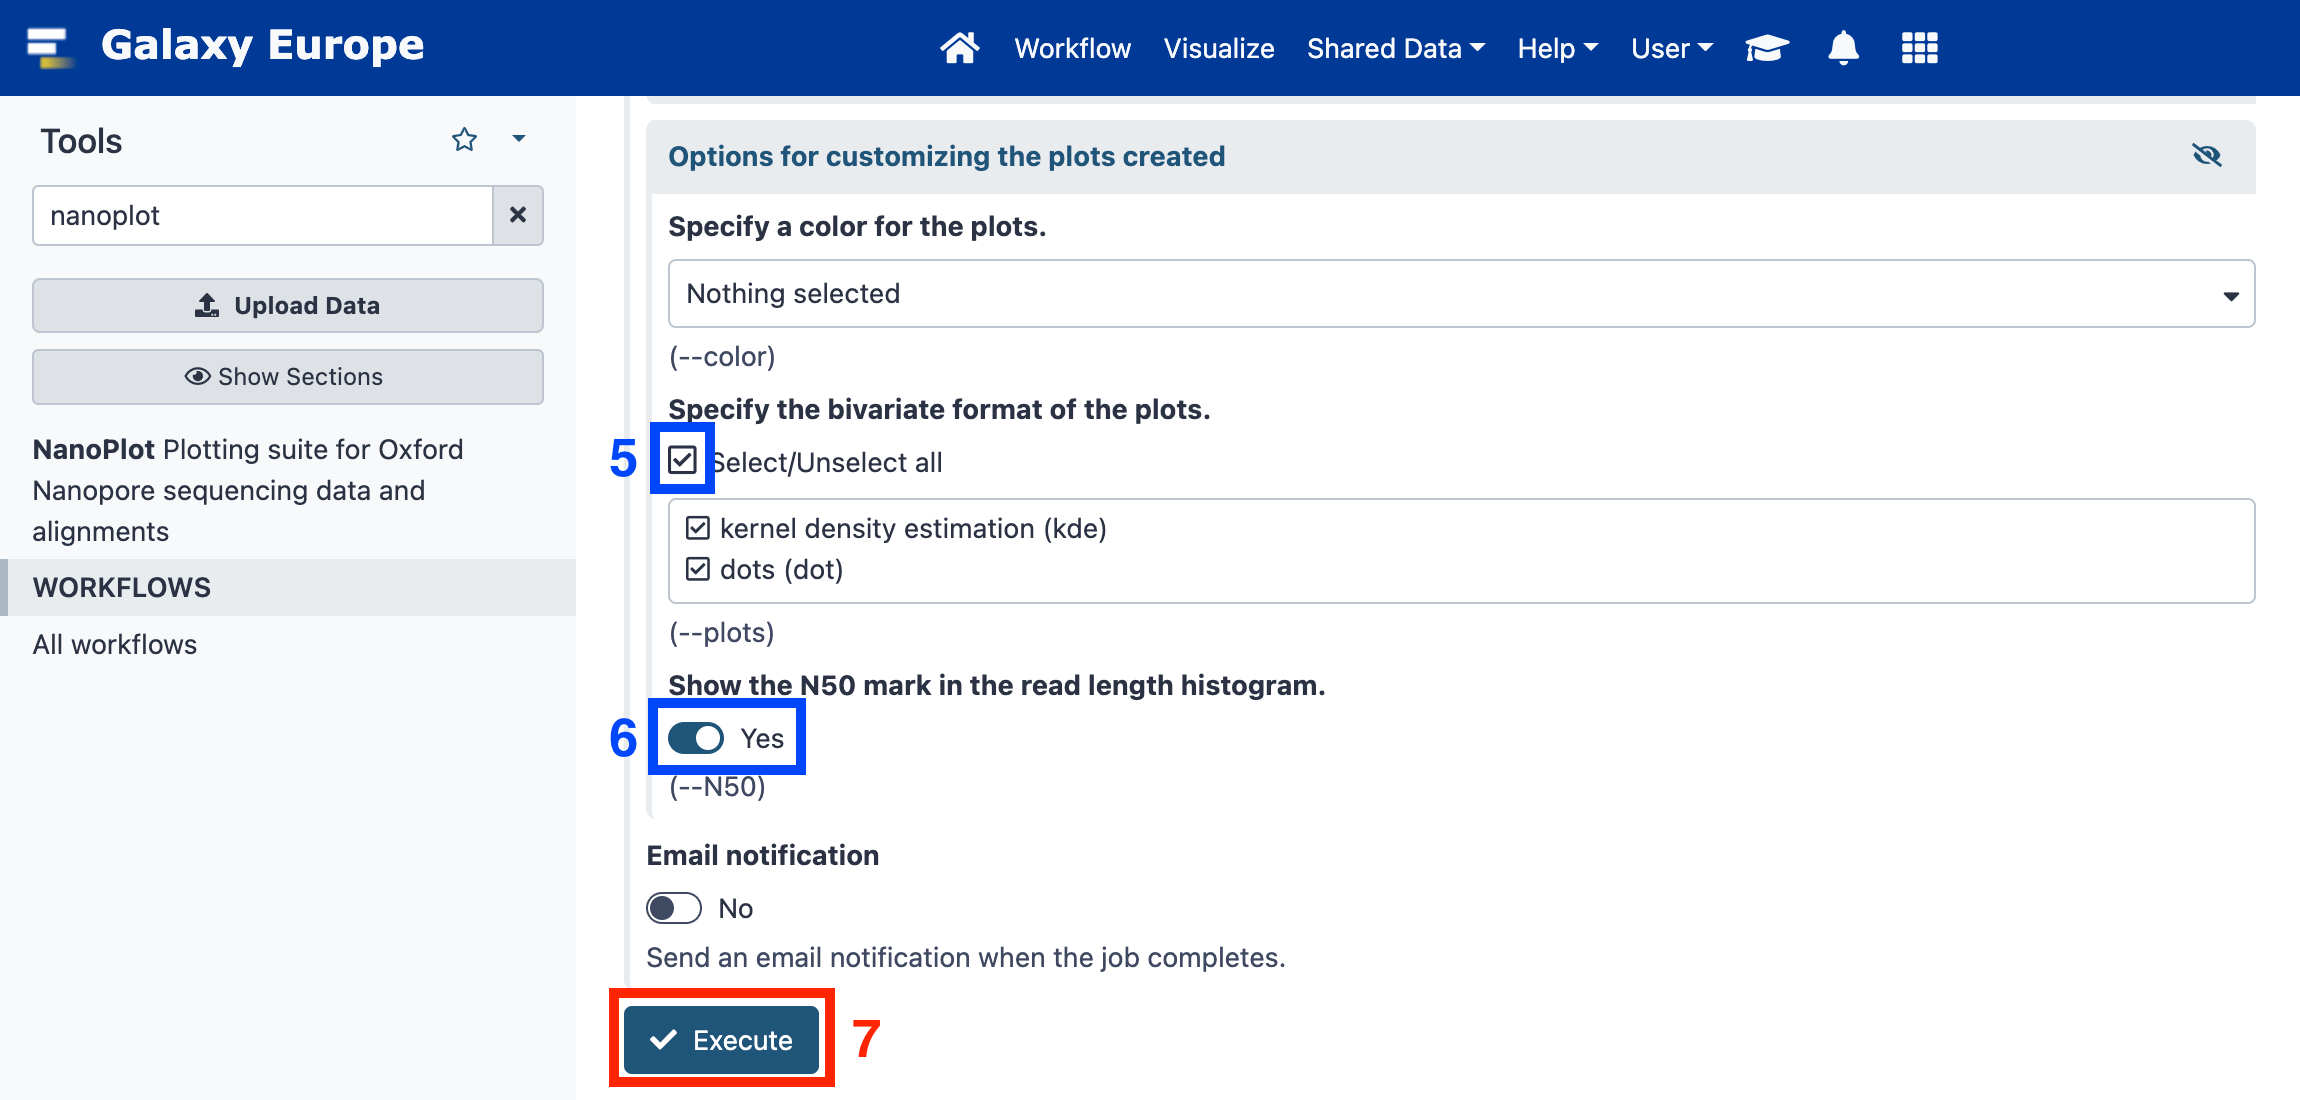 Galaxy Europe
Workflow Visualize Shared Data Help User
Tools
nanoplot
Upload Data
Show Sections
NanoPlot Plotting suite for Oxford
Nanopore sequencing data and
alignments
WORKFLOWS
All workflows
Options for customizing the plots created
Specify a color for the plots.
Nothing selected
(--color)
Specify the bivariate format of the plots.
5 Select/Unselect all
kernel density estimation (kde)
dots (dot)
(--plots)
Show the N50 mark in the read length histogram.
6 Yes
(--N50)
Email notification
No
Send an email notification when the job completes.
Execute 7